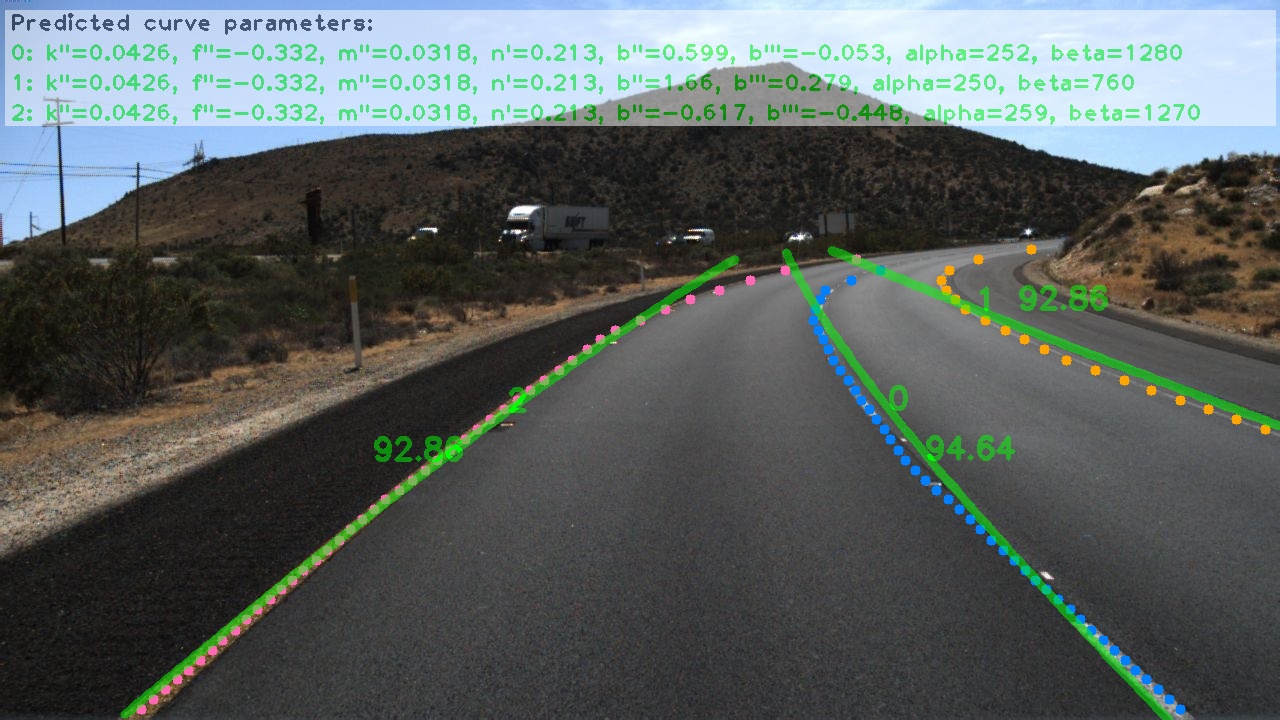 Predicted curve parameters:
0: k''=0.0426, f''=-0.332, m''=0.0318, n'=0.213, b''=0.599, b'''=-0.053, alpha=252, beta=1280
1: k''=0.0426, f''=-0.332, m''=0.0318, n'=0.213, b''=1.66, b'''=0.279, alpha=250, beta=760
2: k''=0.0426, f''=-0.332, m''=0.0318, n'=0.213, b''=-0.617, b'''=-0.448, alpha=259, beta=1270
1 92.86
2
0
92.86
94.64